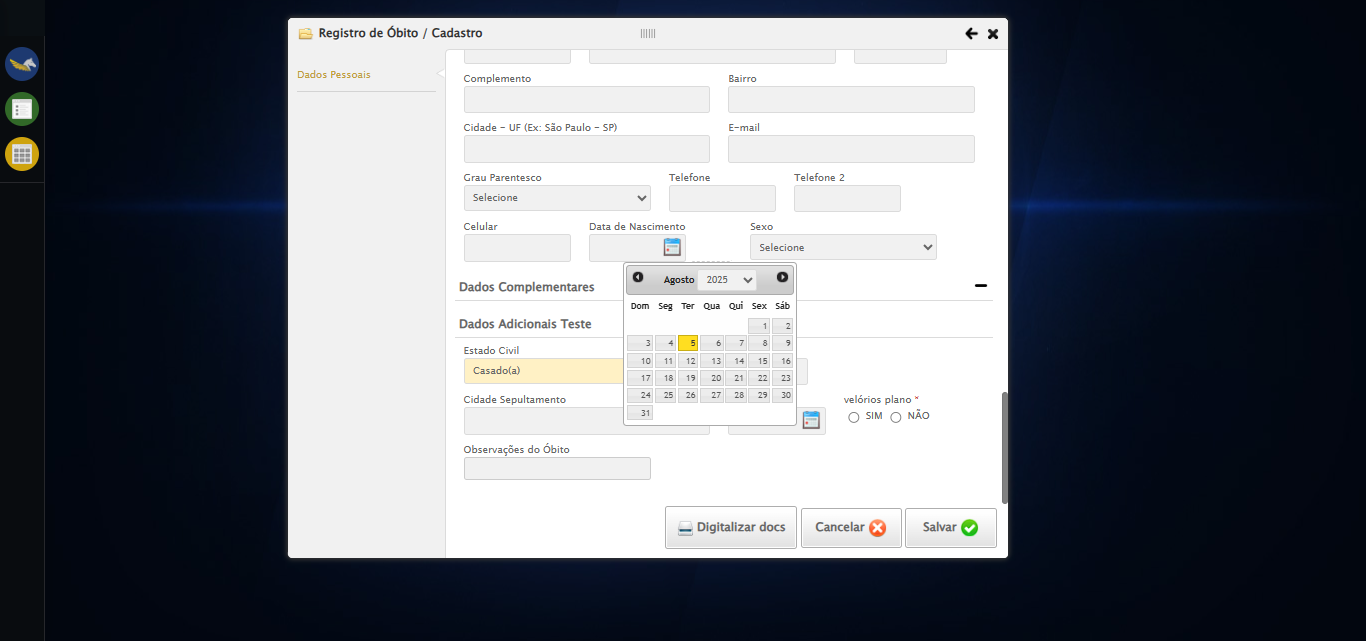 Registro de Óbito / Cadastro
Dados Pessoais
Complemento
Bairro
Cidade - UF (Ex: São Paulo - SP)
E-mail
Grau Parentesco
Telefone
Telefone 2
Selecione
Celular
Data de Nascimento
Sexo
Selecione
Dados Complementares
Agosto 2025
Dom Seg Ter Qua Qui Sex Sáb
1 2
3 4 5 6 7 8 9
10 11 12 13 14 15 16
17 18 19 20 21 22 23
24 25 26 27 28 29 30
31
Dados Adicionais Teste
Estado Civil
Casado(a)
Cidade Sepultamento
velórios plano *
SIM NÃO
Observações do Óbito
Digitalizar docs
Cancelar
Salvar